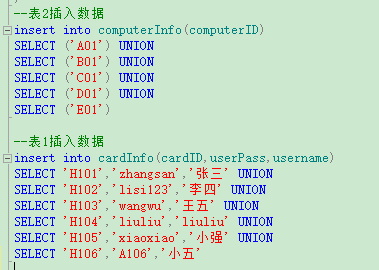 --表2插入数据
insert into computerInfo(computerID)
SELECT ('A01') UNION
SELECT ('B01') UNION
SELECT ('C01') UNION
SELECT ('D01') UNION
SELECT ('E01')
--表1插入数据
insert into cardInfo(cardID,userPass,username)
SELECT 'H101','zhangsan','张三' UNION
SELECT 'H102','lisi123','李四' UNION
SELECT 'H103','wangwu','王五' UNION
SELECT 'H104','liuliu','liuliu' UNION
SELECT 'H105','xiaoxiao','小强' UNION
SELECT 'H106','A106','小五'